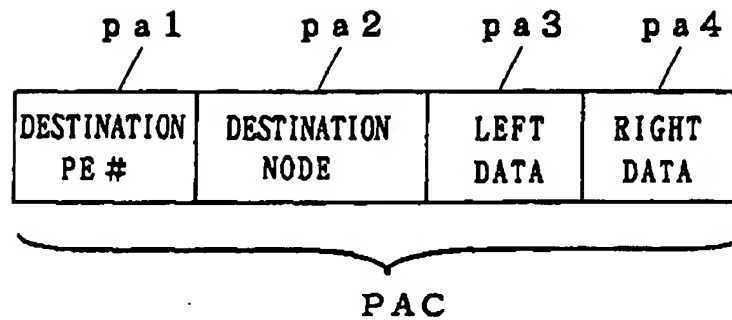 pa1 pa2 pa3 pa4
DESTINATION PE# DESTINATION NODE LEFT DATA RIGHT DATA
PAC